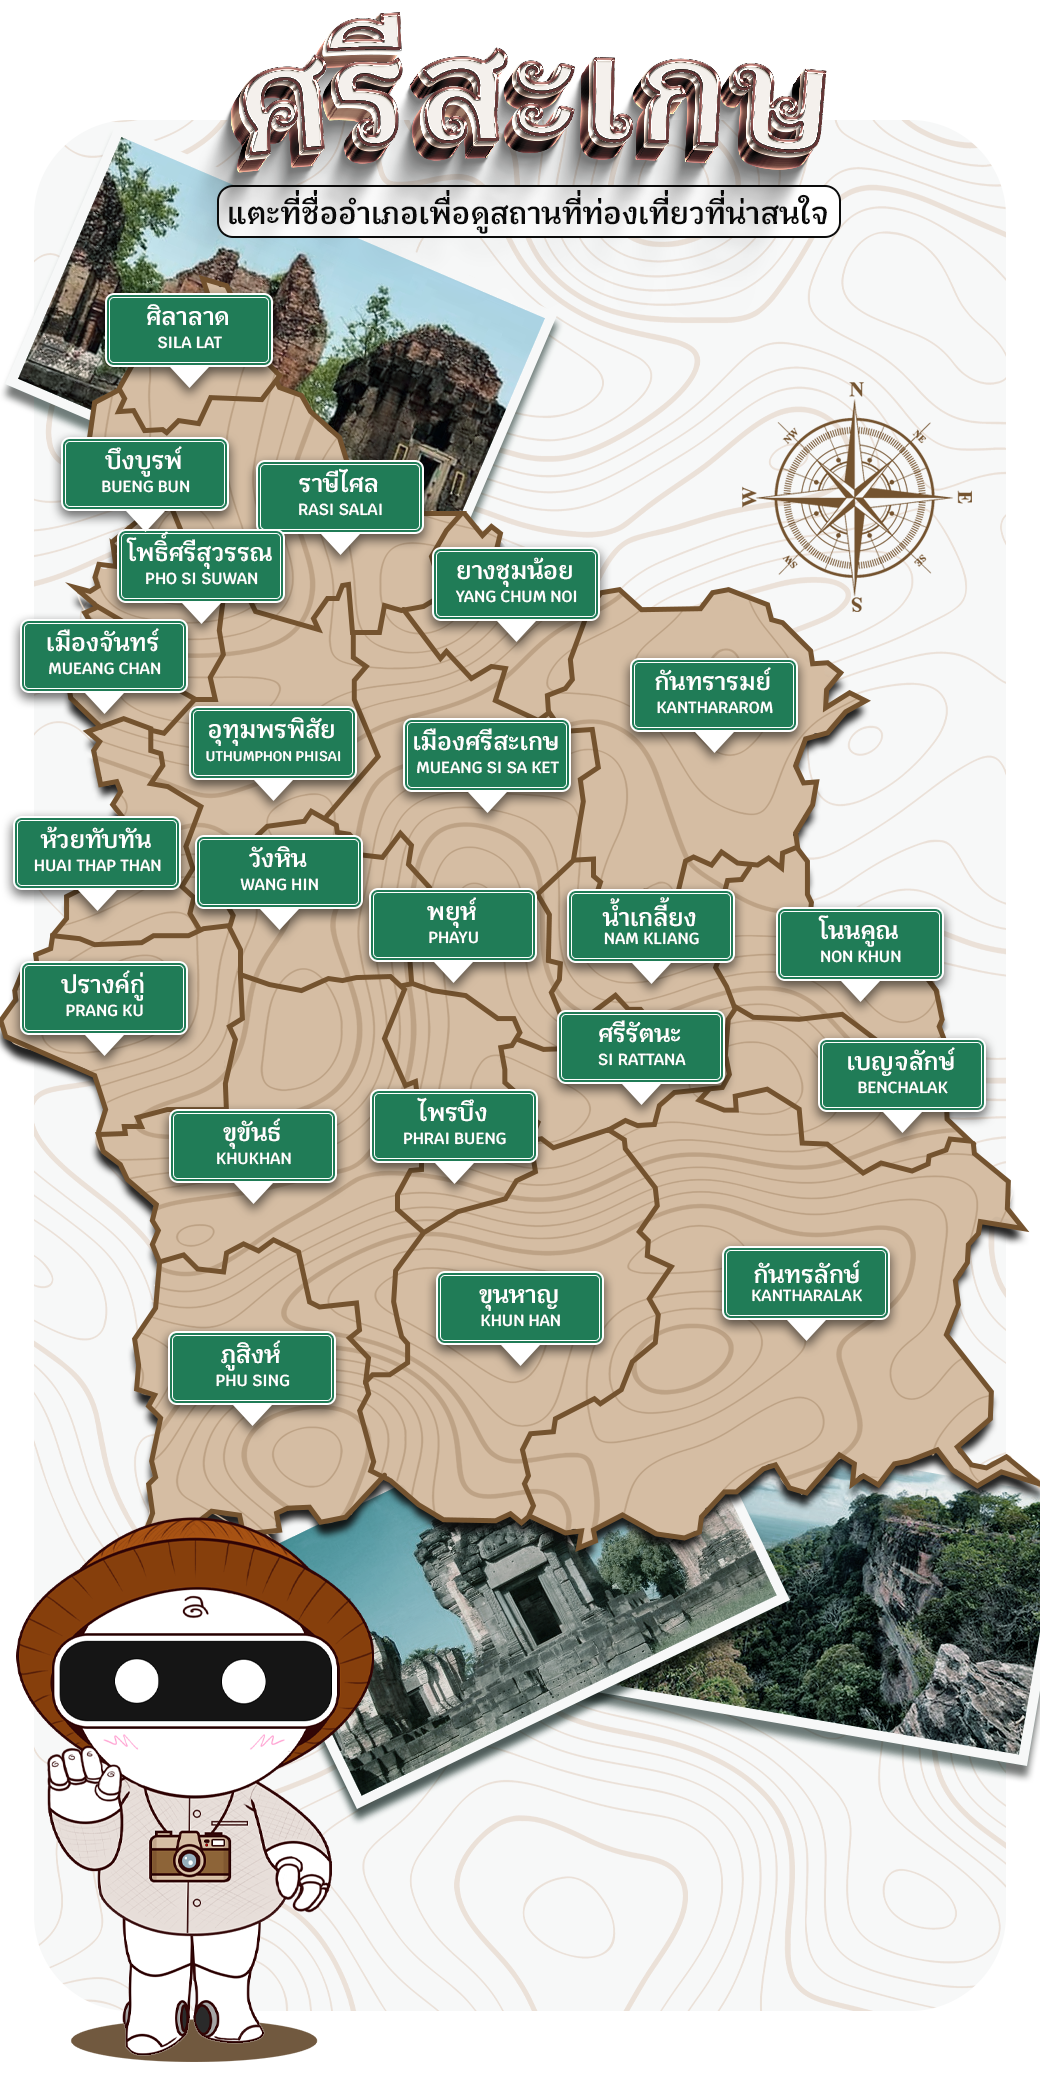 ศรีสะเกษ
แตะที่ชื่ออำเภอเพื่อดูสถานที่ท่องเที่ยวที่น่าสนใจ
ศิลาลาด
SILA LAT
N
NW
NE
W
E
SW
SE
S
บึงบูรพ์
BUENG BUN
ราษีไศล
RASI SALAI
โพธิ์ศรีสุวรรณ
PHO SI SUWAN
ยางชุมน้อย
YANG CHUM NOI
เมืองจันทร์
MUEANG CHAN
กันทรารมย์
KANTHARAROM
อุทุมพรพิสัย
UTHUMPHON PHISAI
เมืองศรีสะเกษ
MUEANG SI SA KET
ห้วยทับทัน
HUAI THAP THAN
วังหิน
WANG HIN
พยุห์
PHAYU
น้ำเกลี้ยง
NAM KLIANG
โนนคูณ
NON KHUN
ปรางค์กู่
PRANG KU
ศรีรัตนะ
SI RATTANA
เบญจลักษ์
BENCHALAK
ขุขันธ์
KHUKHAN
ไพรบึง
PHRAI BUENG
กันทรลักษ์
KANTHARALAK
ขุนหาญ
KHUN HAN
ภูสิงห์
PHU SING